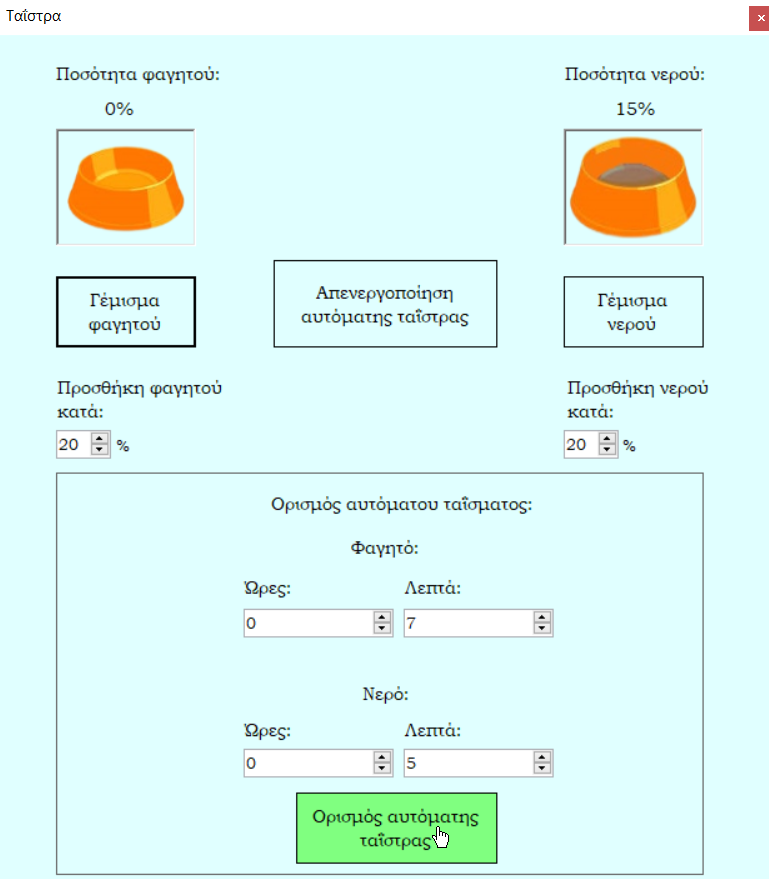 Ταΐστρα
Ποσότητα φαγητού:
Ποσότητα νερού:
0%
15%
Γέμισμα
φαγητού
Απενεργοποίηση
αυτόματης ταΐστρας
Γέμισμα
νερού
Προσθήκη φαγητού
κατά:
20 %
Προσθήκη νερού
κατά:
20 %
Ορισμός αυτόματου ταΐσματος:
Φαγητό:
Ώρες:
Λεπτά:
0
7
Νερό:
Ώρες:
Λεπτά:
0
5
Ορισμός αυτόματης
ταΐστρας